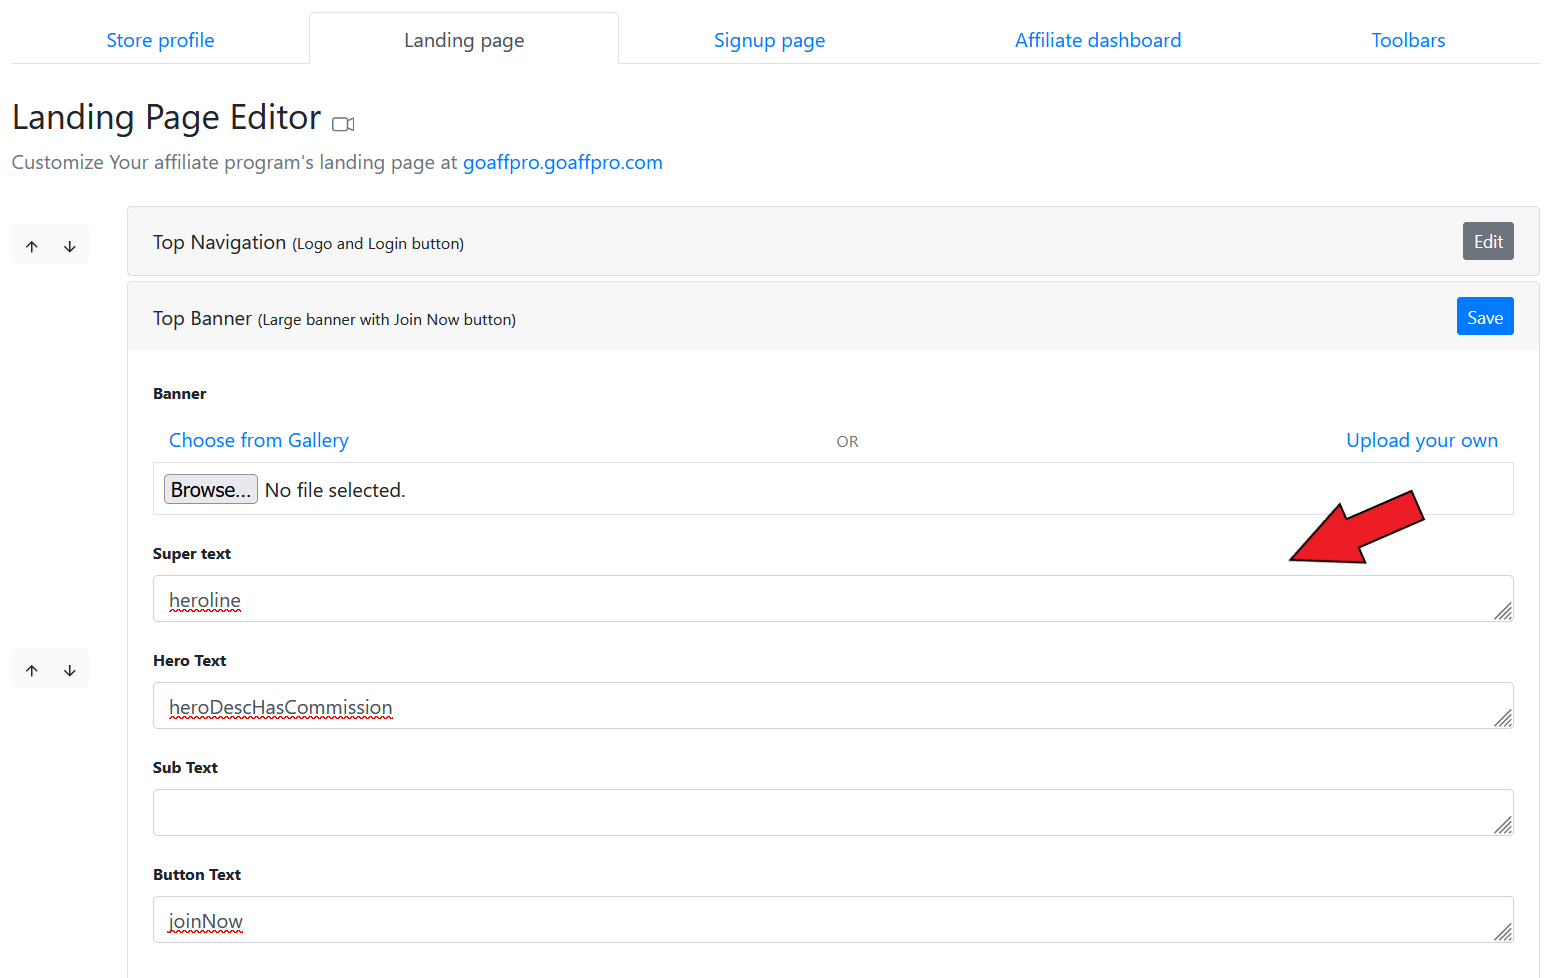 Store profile Landing page Signup page Affiliate dashboard Toolbars
Landing Page Editor
Customize Your affiliate program's landing page at goaffpro.goaffpro.com
Top Navigation (Logo and Login button) Edit
Top Banner (Large banner with Join Now button) Save
Banner
Choose from Gallery OR Upload your own
Browse... No file selected.
Super text
heroline
Hero Text
heroDescHasCommission
Sub Text
Button Text
joinNow